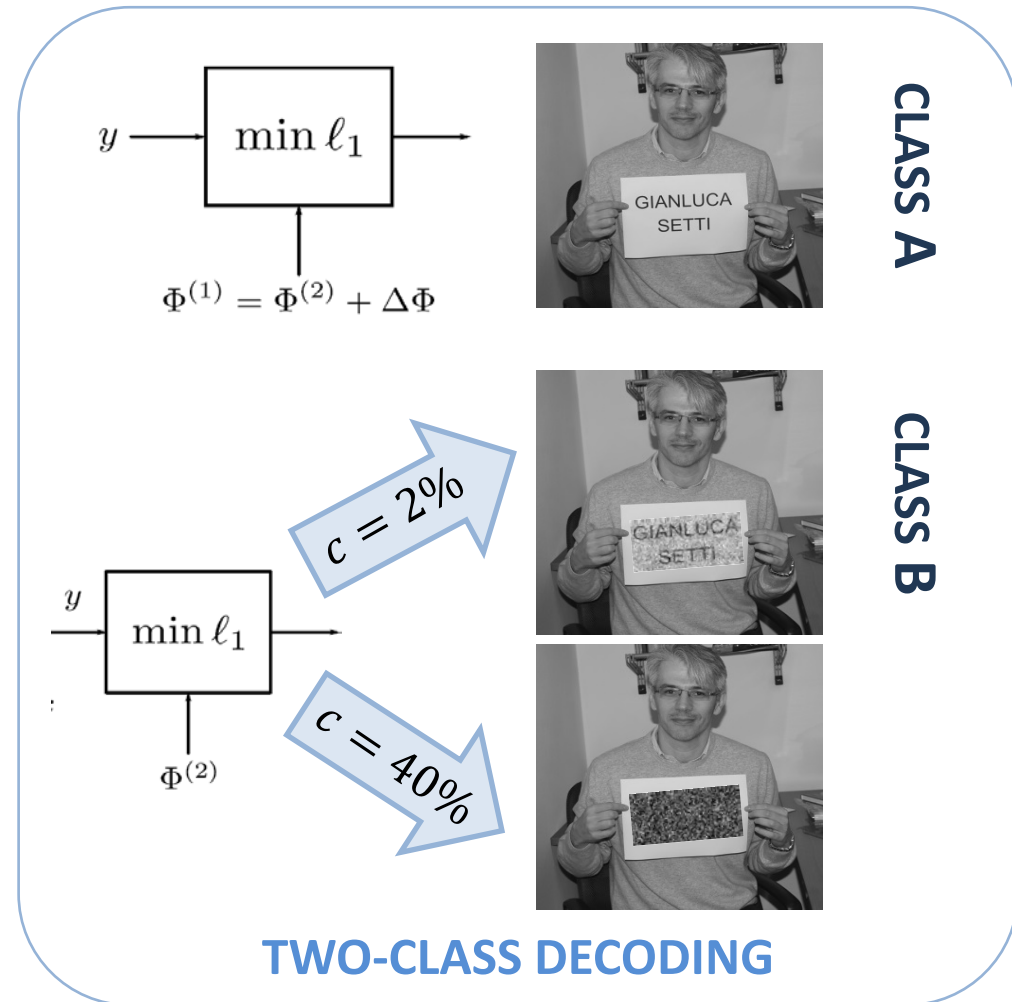 y
min ℓ₁
Φ⁽¹⁾ = Φ⁽²⁾ + ΔΦ
GIANLUCA
SETTI
CLASS A
c = 2%
GIANLUCA
SETTI
CLASS B
y
min ℓ₁
Φ⁽²⁾
c = 40%
TWO-CLASS DECODING